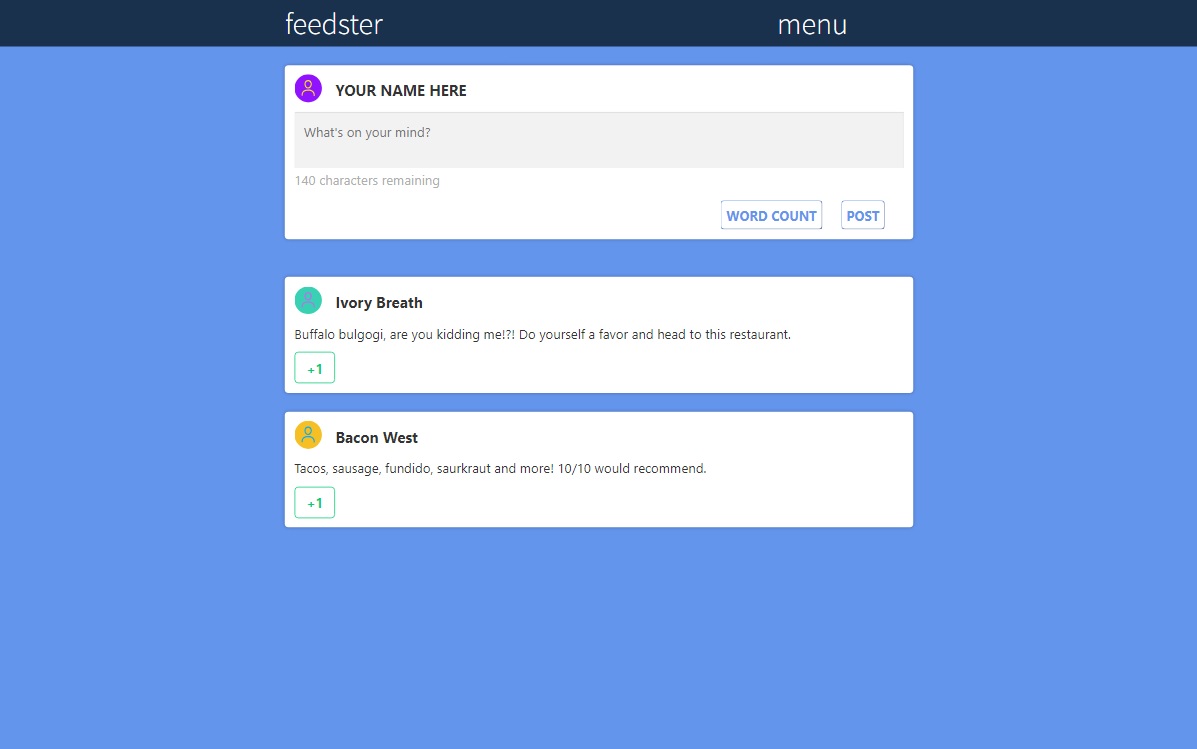 feedster menu
YOUR NAME HERE
What's on your mind?
140 characters remaining
WORD COUNT POST
Ivory Breath
Buffalo bulgogi, are you kidding me!?! Do yourself a favor and head to this restaurant.
+1
Bacon West
Tacos, sausage, fundido, saurkraut and more! 10/10 would recommend.
+1